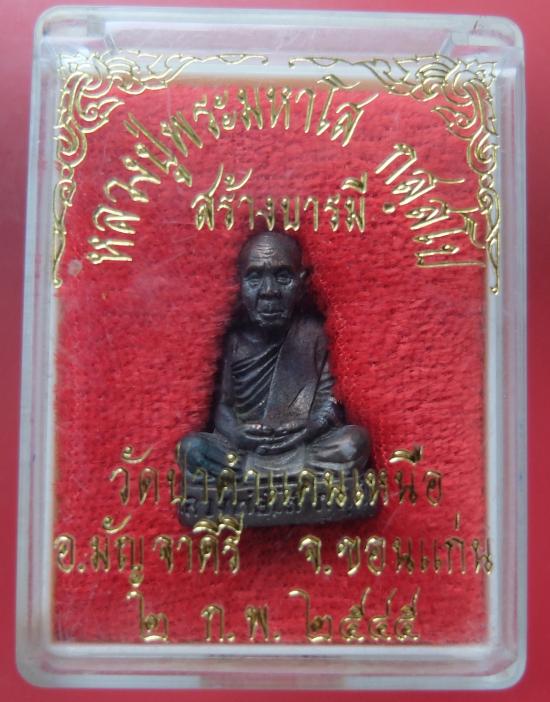 หลวงปู่พระมหาโส กสฺสโป
สร้างบารมี
วัดป่าคำแคนเหนือ
อ.มัญจาคีรี จ.ขอนแก่น
๒ ก.พ. ๒๕๔๕